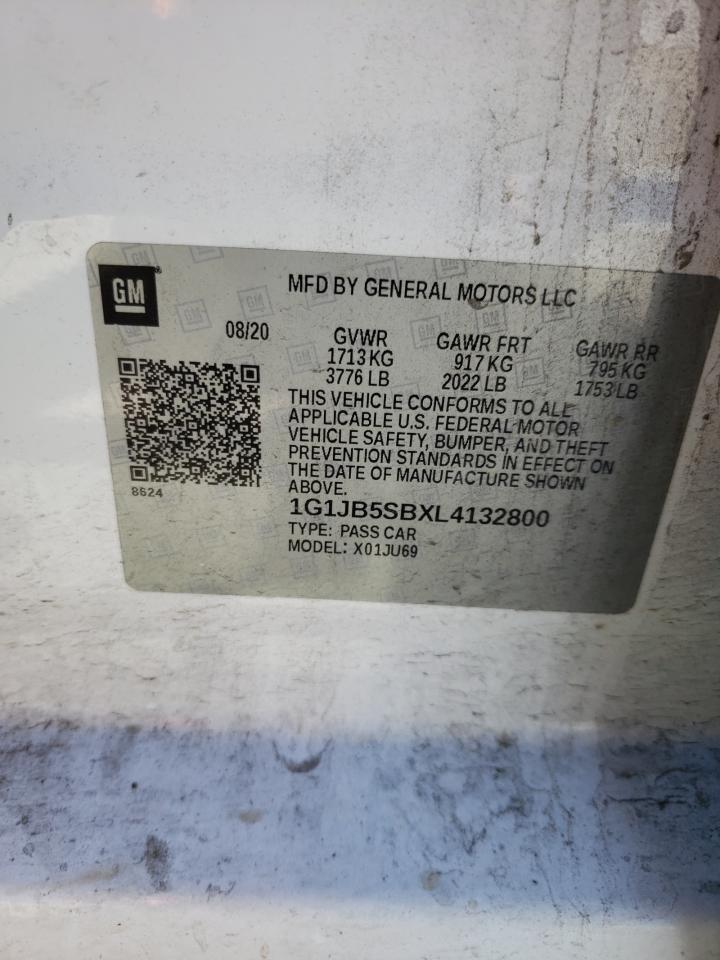 GM
MFD BY GENERAL MOTORS LLC
08/20
GVWR GAWR FRT GAWR RR
1713 KG 917 KG 795 KG
3776 LB 2022 LB 1753 LB
THIS VEHICLE CONFORMS TO ALL
APPLICABLE U.S. FEDERAL MOTOR
VEHICLE SAFETY, BUMPER, AND THEFT
PREVENTION STANDARDS IN EFFECT ON
THE DATE OF MANUFACTURE SHOWN
ABOVE.
8624
1G1JB5SBXL4132800
TYPE: PASS CAR
MODEL: X01JU69